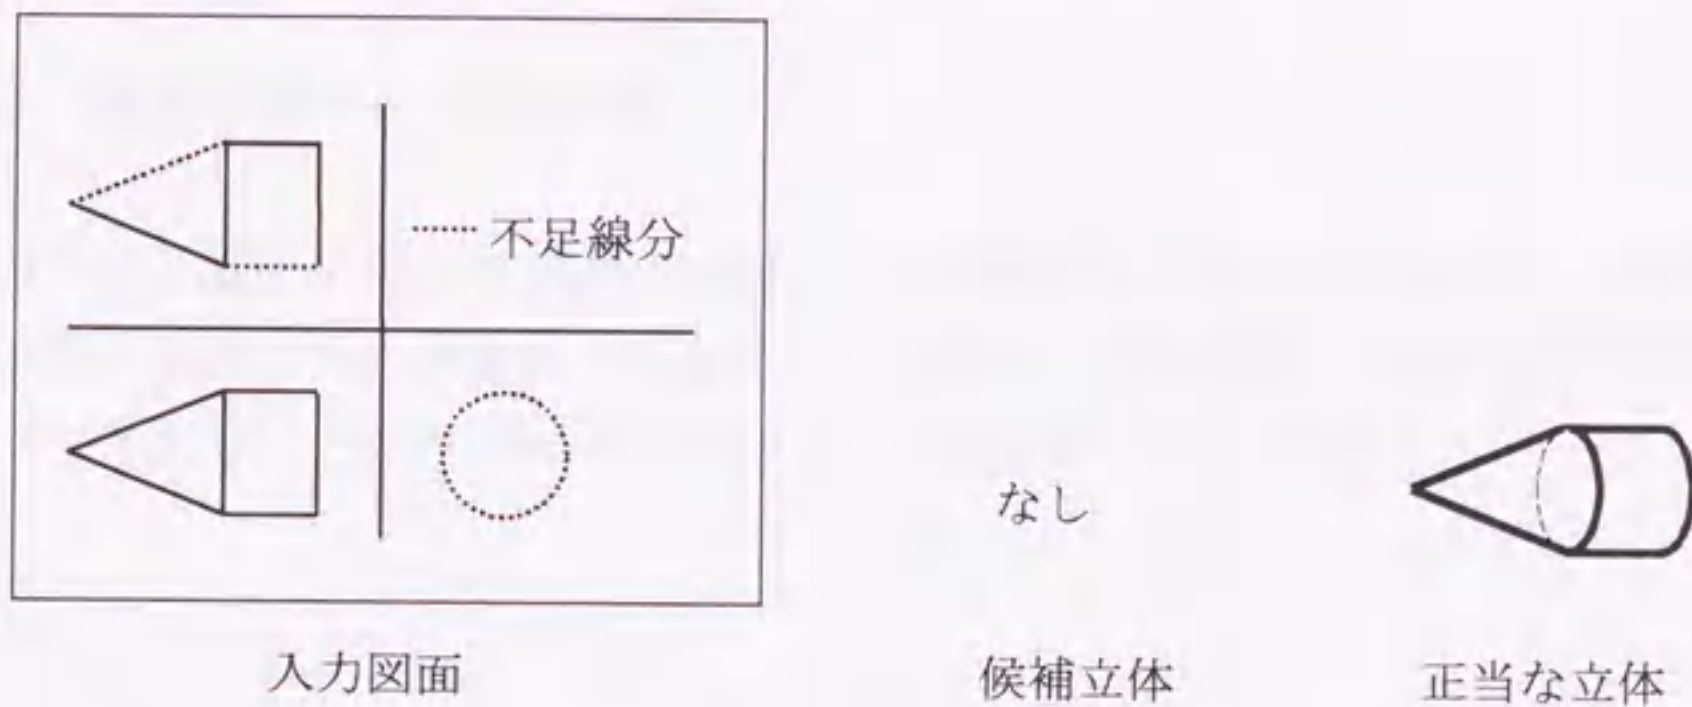 不足線分
なし
入力図面
候補立体
正当な立体